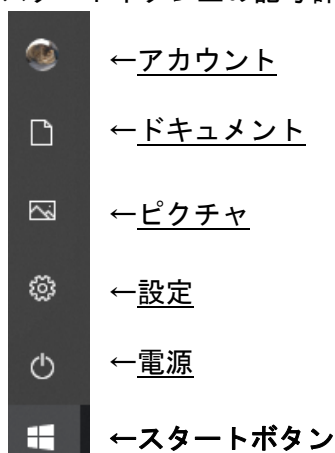 ←アカウント
←ドキュメント
←ピクチャ
←設定
←電源
←スタートボタン